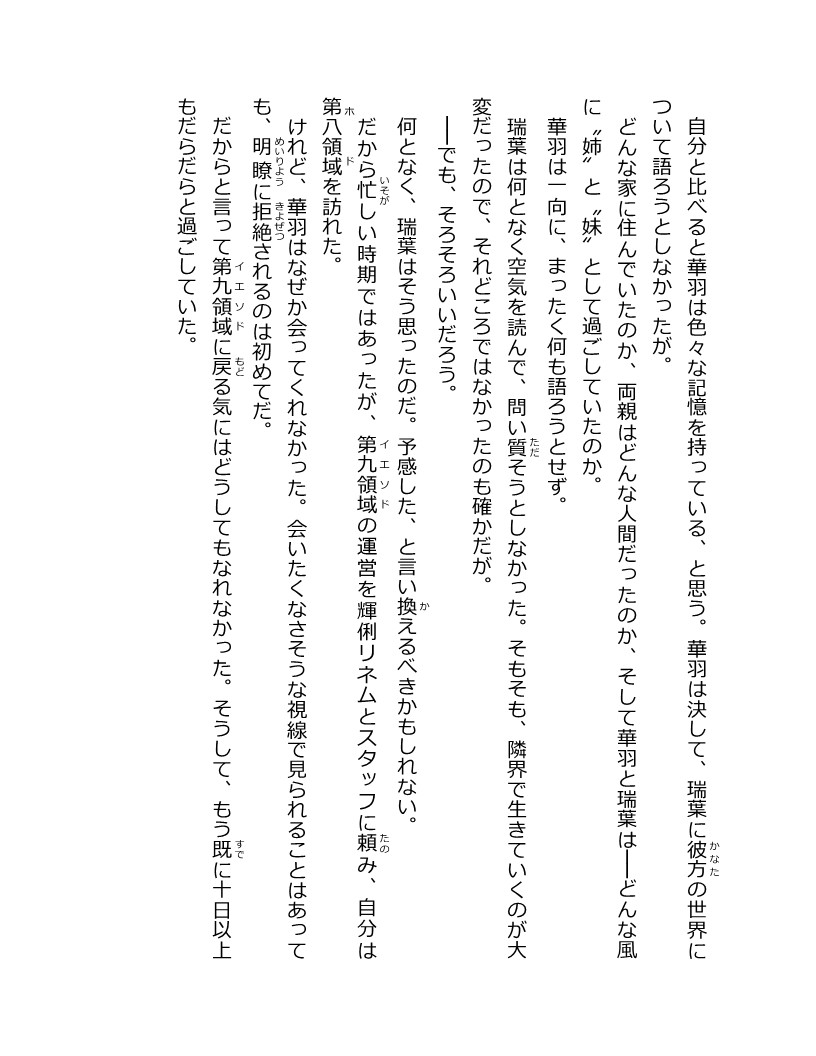 自分と比べると華羽は色々な記憶を持っている、と思う。華羽は決して、瑞葉に彼方の世界に
ついて語ろうとしなかったが。
どんな家に住んでいたのか、両親はどんな人間だったのか、そして華羽と瑞葉は──どんな風
に〝姉〟と〝妹〟として過ごしていたのか。
華羽は一向に、まったく何も語ろうとせず。
瑞葉は何となく空気を読んで、問い質そうとしなかった。そもそも、隣界で生きていくのが大
変だったので、それどころではなかったのも確かだが。
──でも、そろそろいいだろう。
何となく、瑞葉はそう思ったのだ。予感した、と言い換えるべきかもしれない。
だから忙しい時期ではあったが、第九領域の運営を輝俐リネムとスタッフに頼み、自分は
第八領域を訪れた。
けれど、華羽はなぜか会ってくれなかった。会いたくなさそうな視線で見られることはあって
も、明瞭に拒絶されるのは初めてだ。
だからと言って第九領域に戻る気にはどうしてもなれなかった。そうして、もう既に十日以上
もだらだらと過ごしていた。